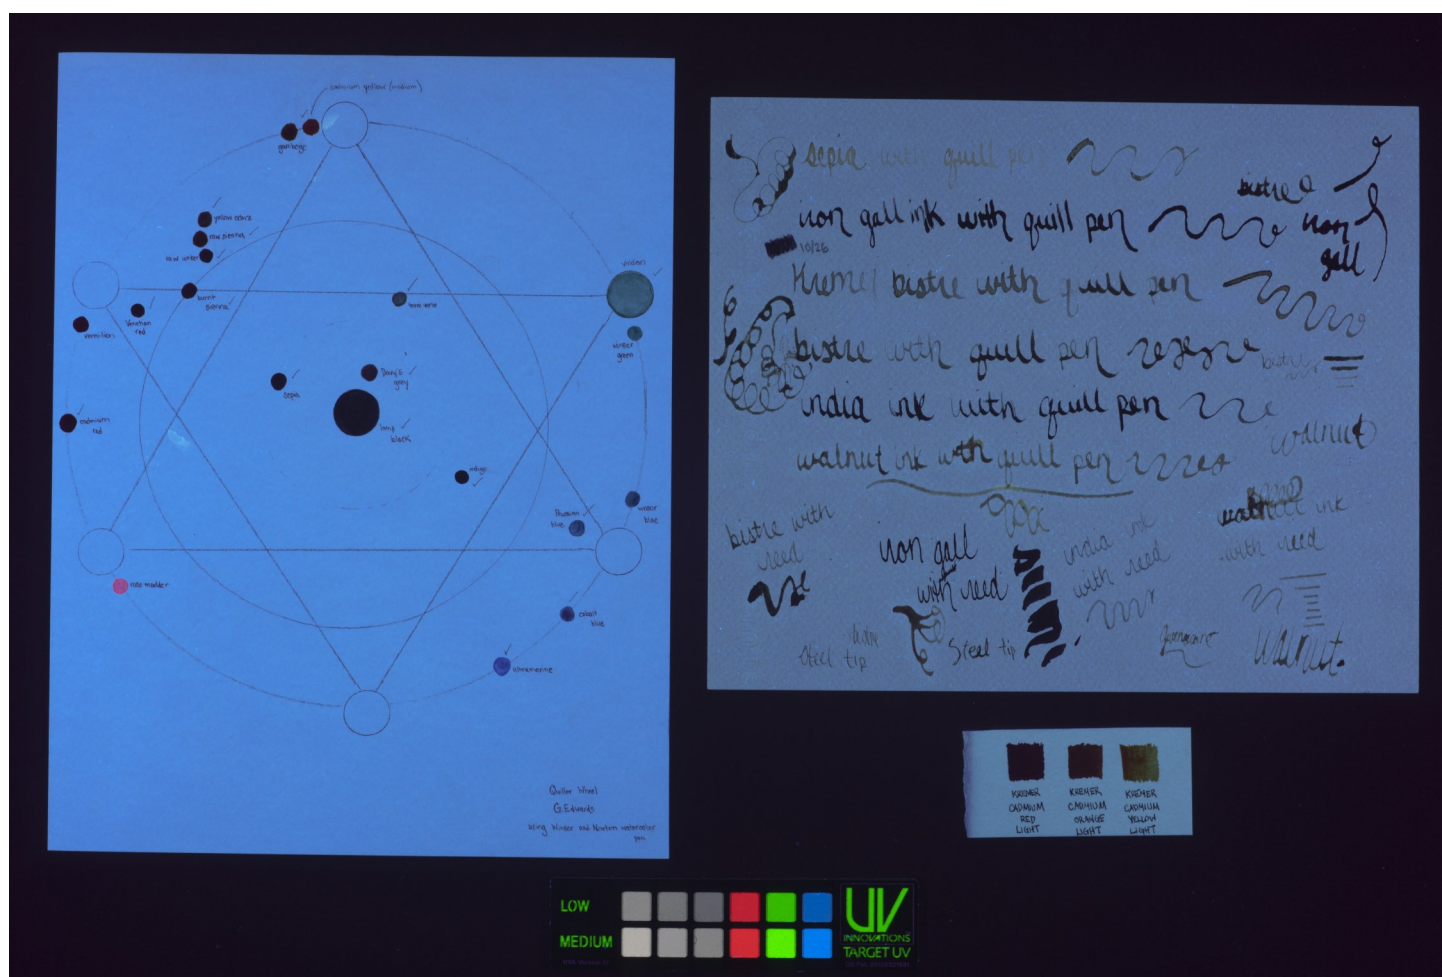 cadmium yellow (medium)
gamboge
yellow ochre
raw sienna
raw umber
burnt
sienna
Venetian
red
vermilion
terre verte
viridian
winsor
green
Davy's
grey
sepia
lamp
black
cadmium
red
indigo
Prussian
blue
winsor
blue
rose madder
cobalt
blue
ultramarine
Quiller Wheel
G. Edwards
Using Winsor and Newton watercolor
pan
sepia with quill pen
bistre
iron gall ink with quill pen
iron
gall
10/26
Kremer bistre with quill pen
bistre with quill pen
bistre
india ink with quill pen
walnut
walnut ink with quill pen
bistre with
reed
iron gall
with reed
india ink
with reed
walnut ink
with reed
bistre
Steel tip
Steel tip
walnut.
KREMER
CADMIUM
RED
LIGHT
KREMER
CADMIUM
ORANGE
LIGHT
KREMER
CADMIUM
YELLOW
LIGHT
LOW
MEDIUM
UV
INNOVATIONS
TARGET UV